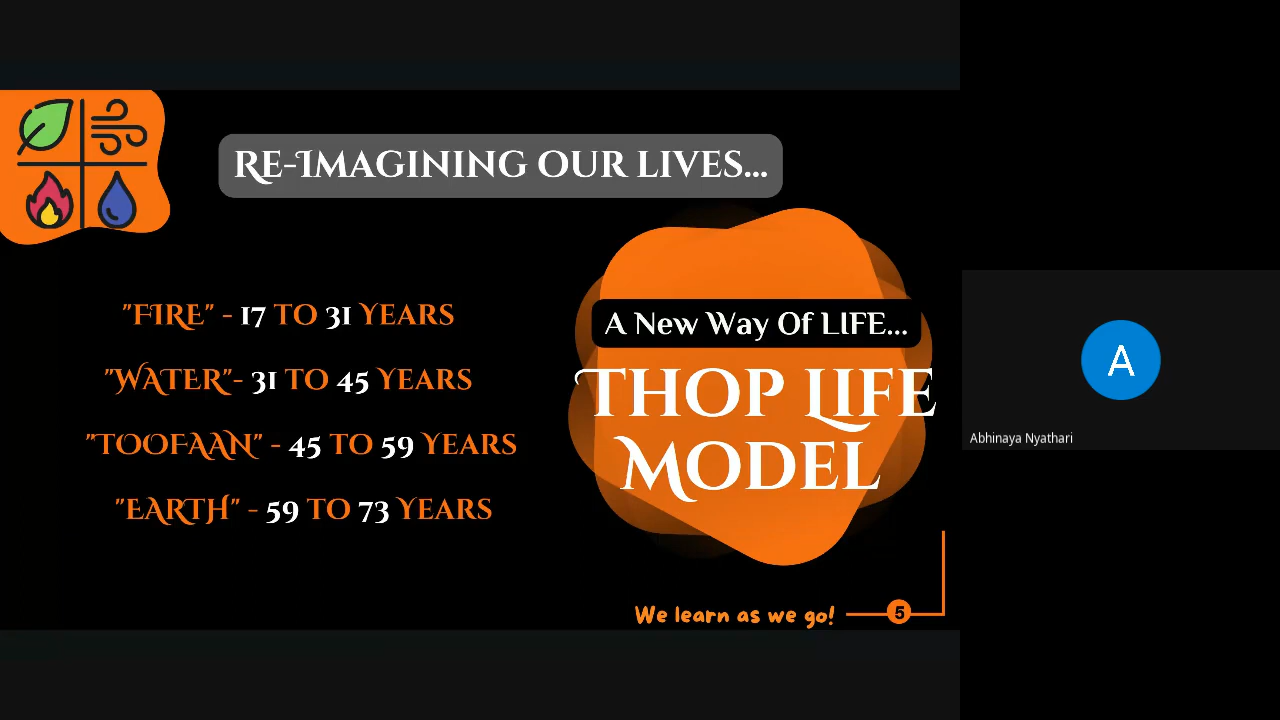 RE-IMAGINING OUR LIVES...
"FIRE" - 17 TO 31 YEARS
"WATER"- 31 TO 45 YEARS
"TOOFAAN" - 45 TO 59 YEARS
"EARTH" - 59 TO 73 YEARS
A New Way Of LIFE...
THOP LIFE
MODEL
We learn as we go!
5
A
Abhinaya Nyathari